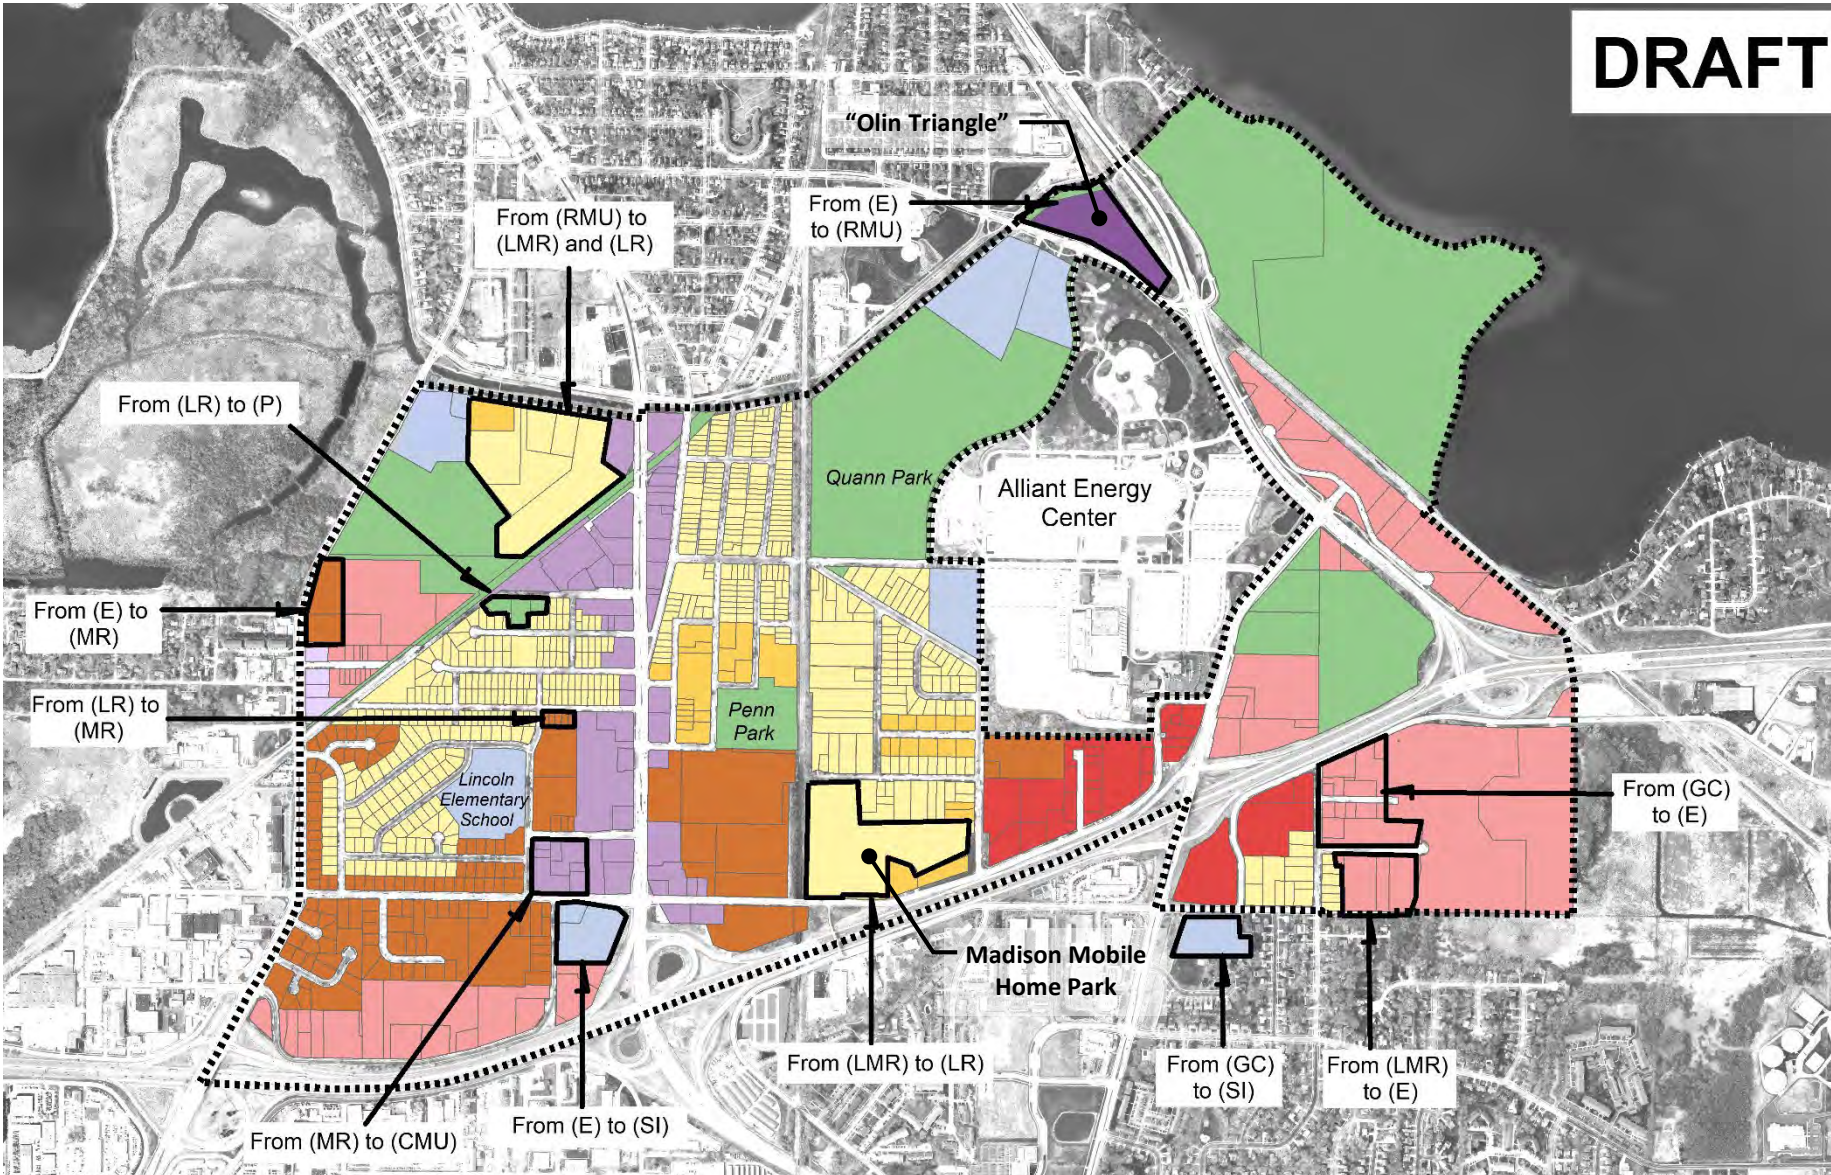 DRAFT
“Olin Triangle”
From (RMU) to
(LMR) and (LR)
From (E)
to (RMU)
From (LR) to (P)
Quann Park
Alliant Energy
Center
From (E) to
(MR)
From (LR) to
(MR)
Penn
Park
Lincoln
Elementary
School
From (GC)
to (E)
Madison Mobile
Home Park
From (LMR) to (LR)
From (GC)
to (SI)
From (LMR)
to (E)
From (MR) to (CMU)
From (E) to (SI)